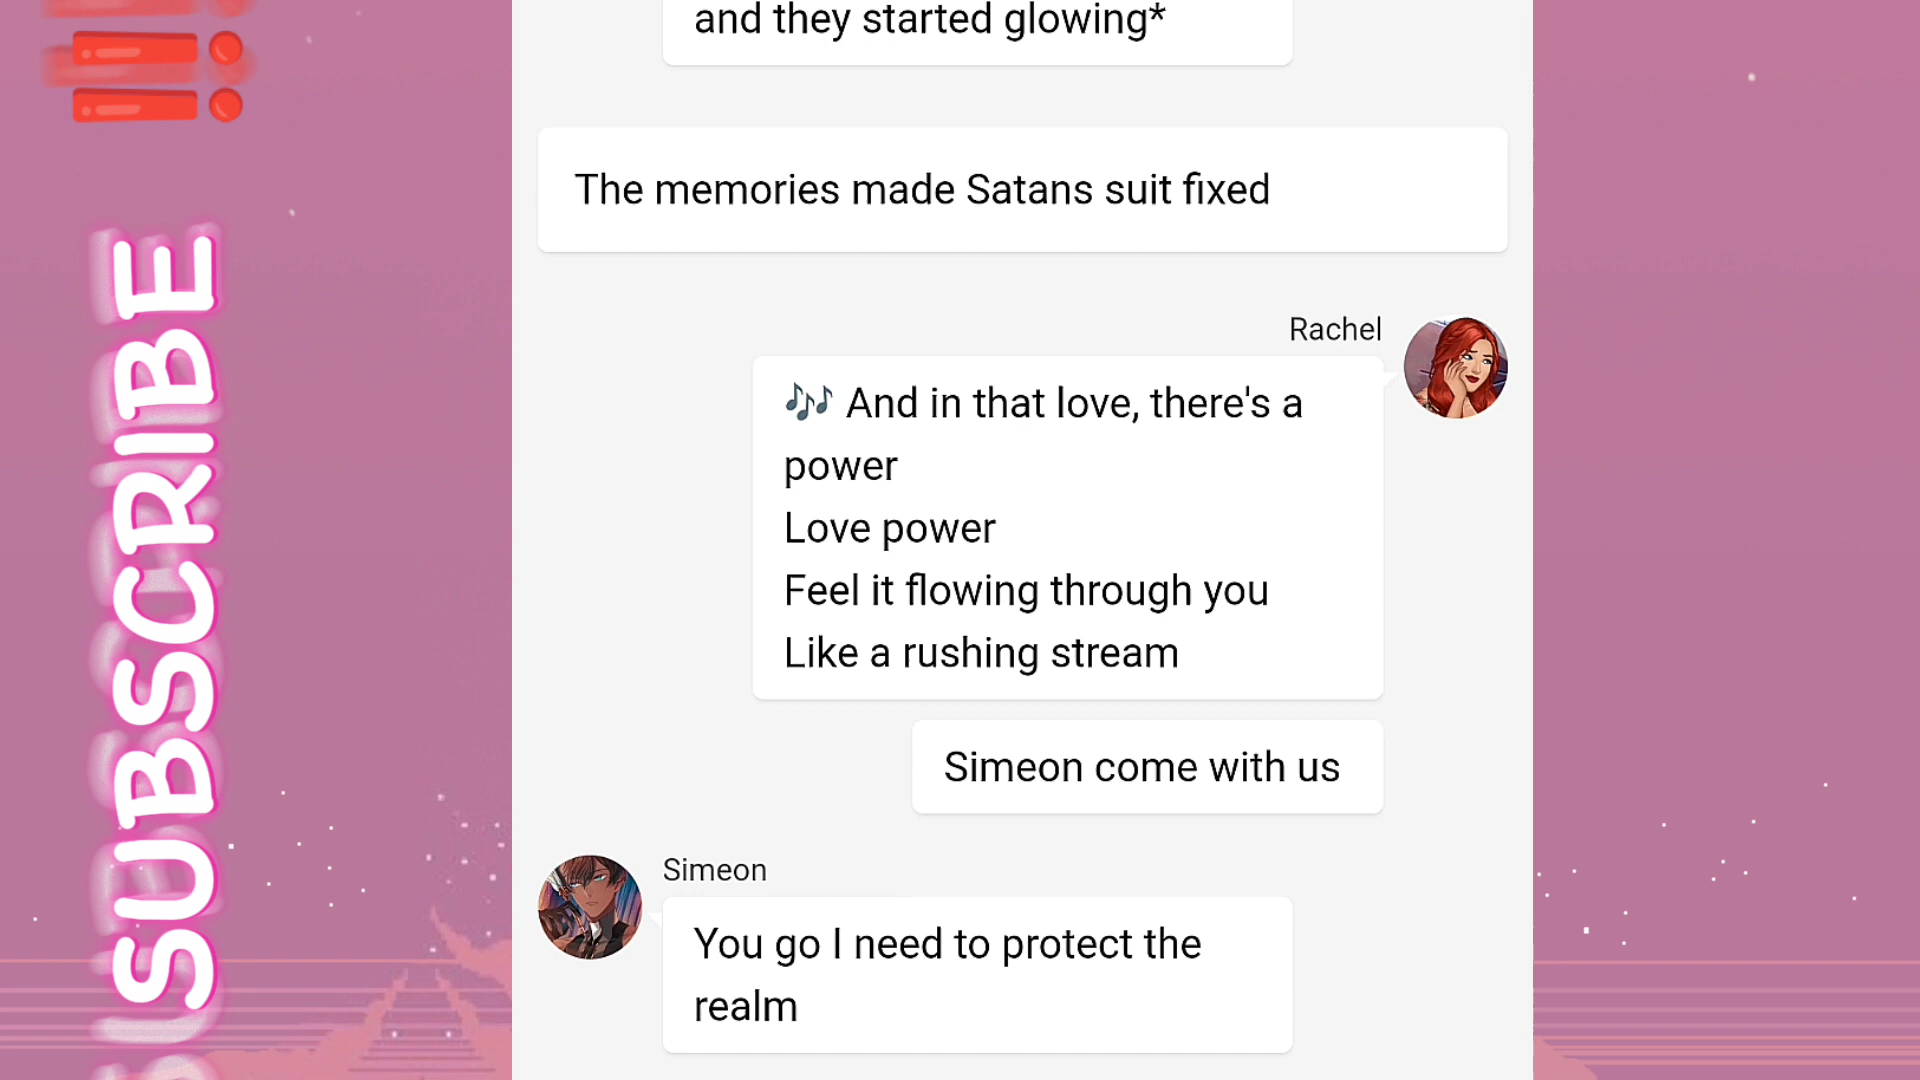 and they started glowing*
The memories made Satans suit fixed
Rachel
🎶 And in that love, there's a
power
Love power
Feel it flowing through you
Like a rushing stream
Simeon come with us
Simeon
You go I need to protect the
realm
SUBSCRIBE